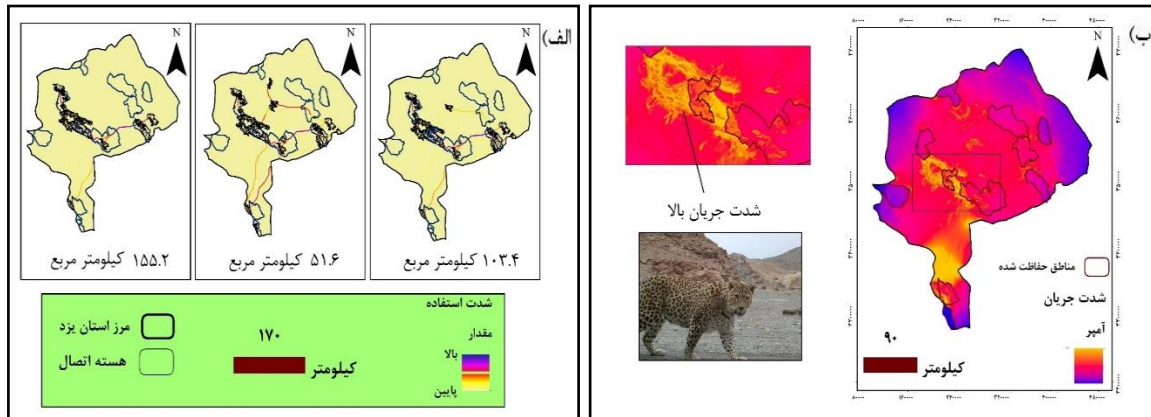 الف)
N
N
N
۱۵۵.۲ کیلومتر مربع
۵۱.۶ کیلومتر مربع
۱۰۳.۴ کیلومتر مربع
شدت استفاده
مقدار
بالا
پایین
مرز استان یزد
هسته اتصال
۱۷۰
کیلومتر
ب)
N
شدت جریان بالا
مناطق حفاظت شده
شدت جریان
آمپر
۹۰
کیلومتر